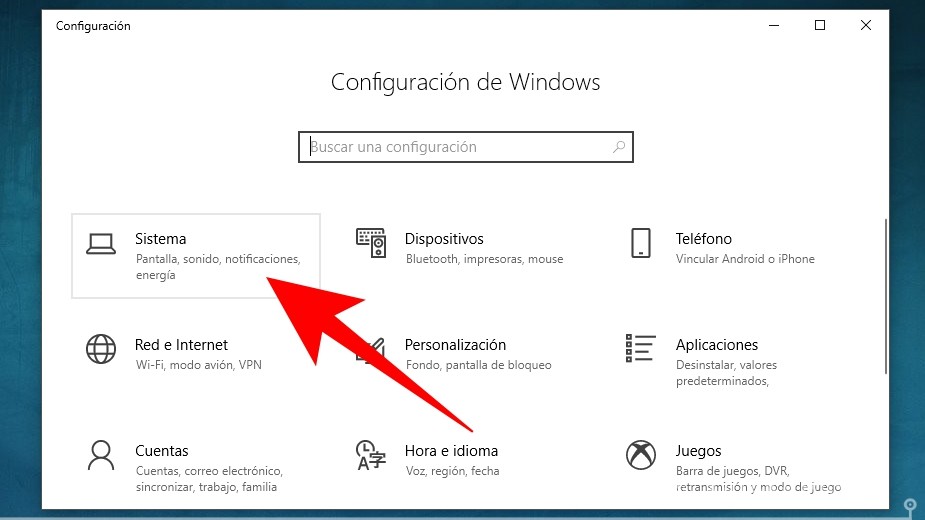 Configuración
Configuración de Windows
Buscar una configuración
Sistema
Pantalla, sonido, notificaciones,
energía
Dispositivos
Bluetooth, impresoras, mouse
Teléfono
Vincular Android o iPhone
Red e Internet
Wi-Fi, modo avión, VPN
Personalización
Fondo, pantalla de bloqueo
Aplicaciones
Desinstalar, valores
predeterminados,
Cuentas
Cuentas, correo electrónico,
sincronizar, trabajo, familia
Hora e idioma
Voz, región, fecha
Juegos
Barra de juegos, DVR,
retransmisión y modo de juego